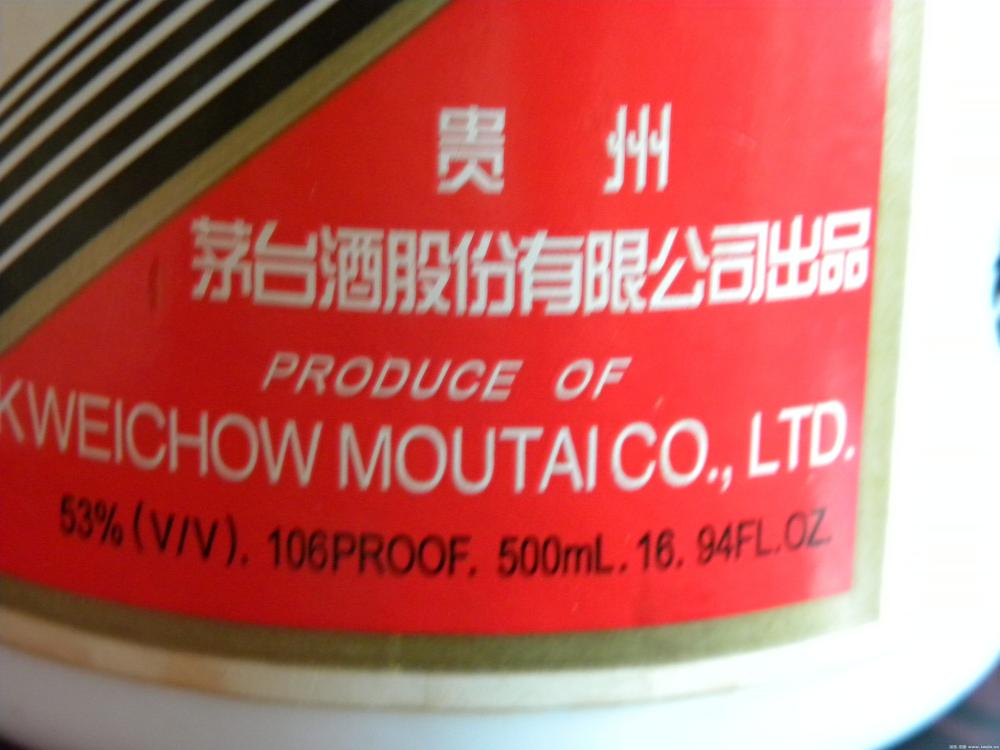 贵 州
茅台酒股份有限公司出品
PRODUCE OF
KWEICHOW MOUTAI CO., LTD.
53% (V/V). 106PROOF. 500mL. 16. 94FL.OZ.